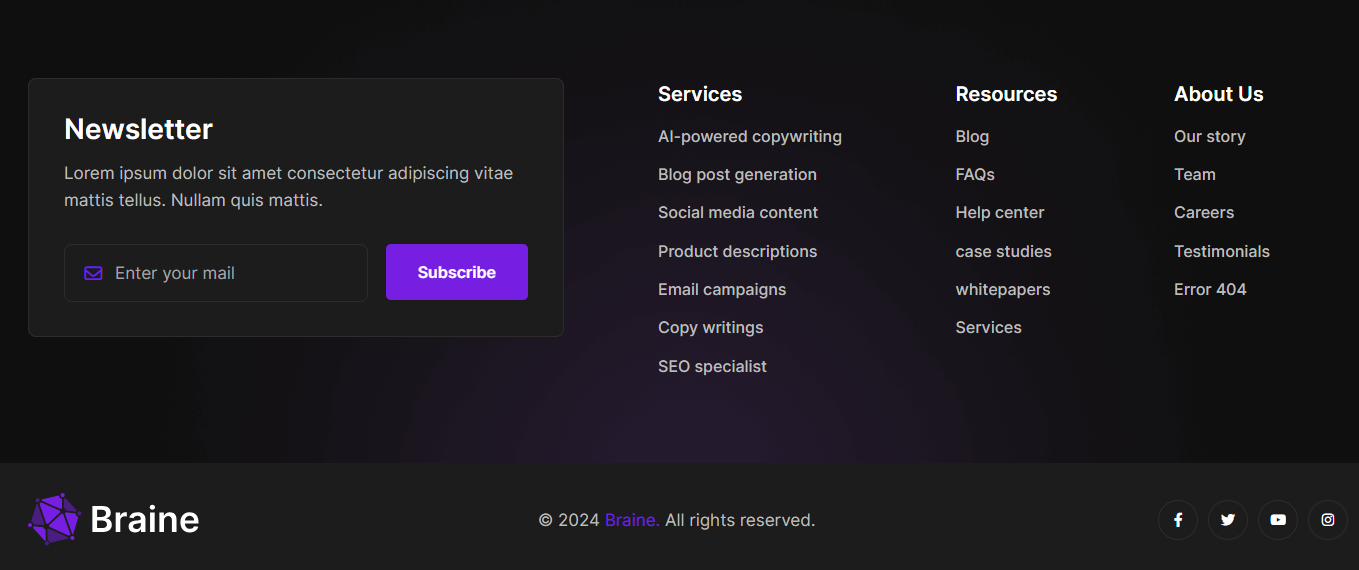 Newsletter
Lorem ipsum dolor sit amet consectetur adipiscing vitae
mattis tellus. Nullam quis mattis.
Enter your mail
Subscribe
Services
AI-powered copywriting
Blog post generation
Social media content
Product descriptions
Email campaigns
Copy writings
SEO specialist
Resources
Blog
FAQs
Help center
case studies
whitepapers
Services
About Us
Our story
Team
Careers
Testimonials
Error 404
Braine
© 2024 Braine. All rights reserved.